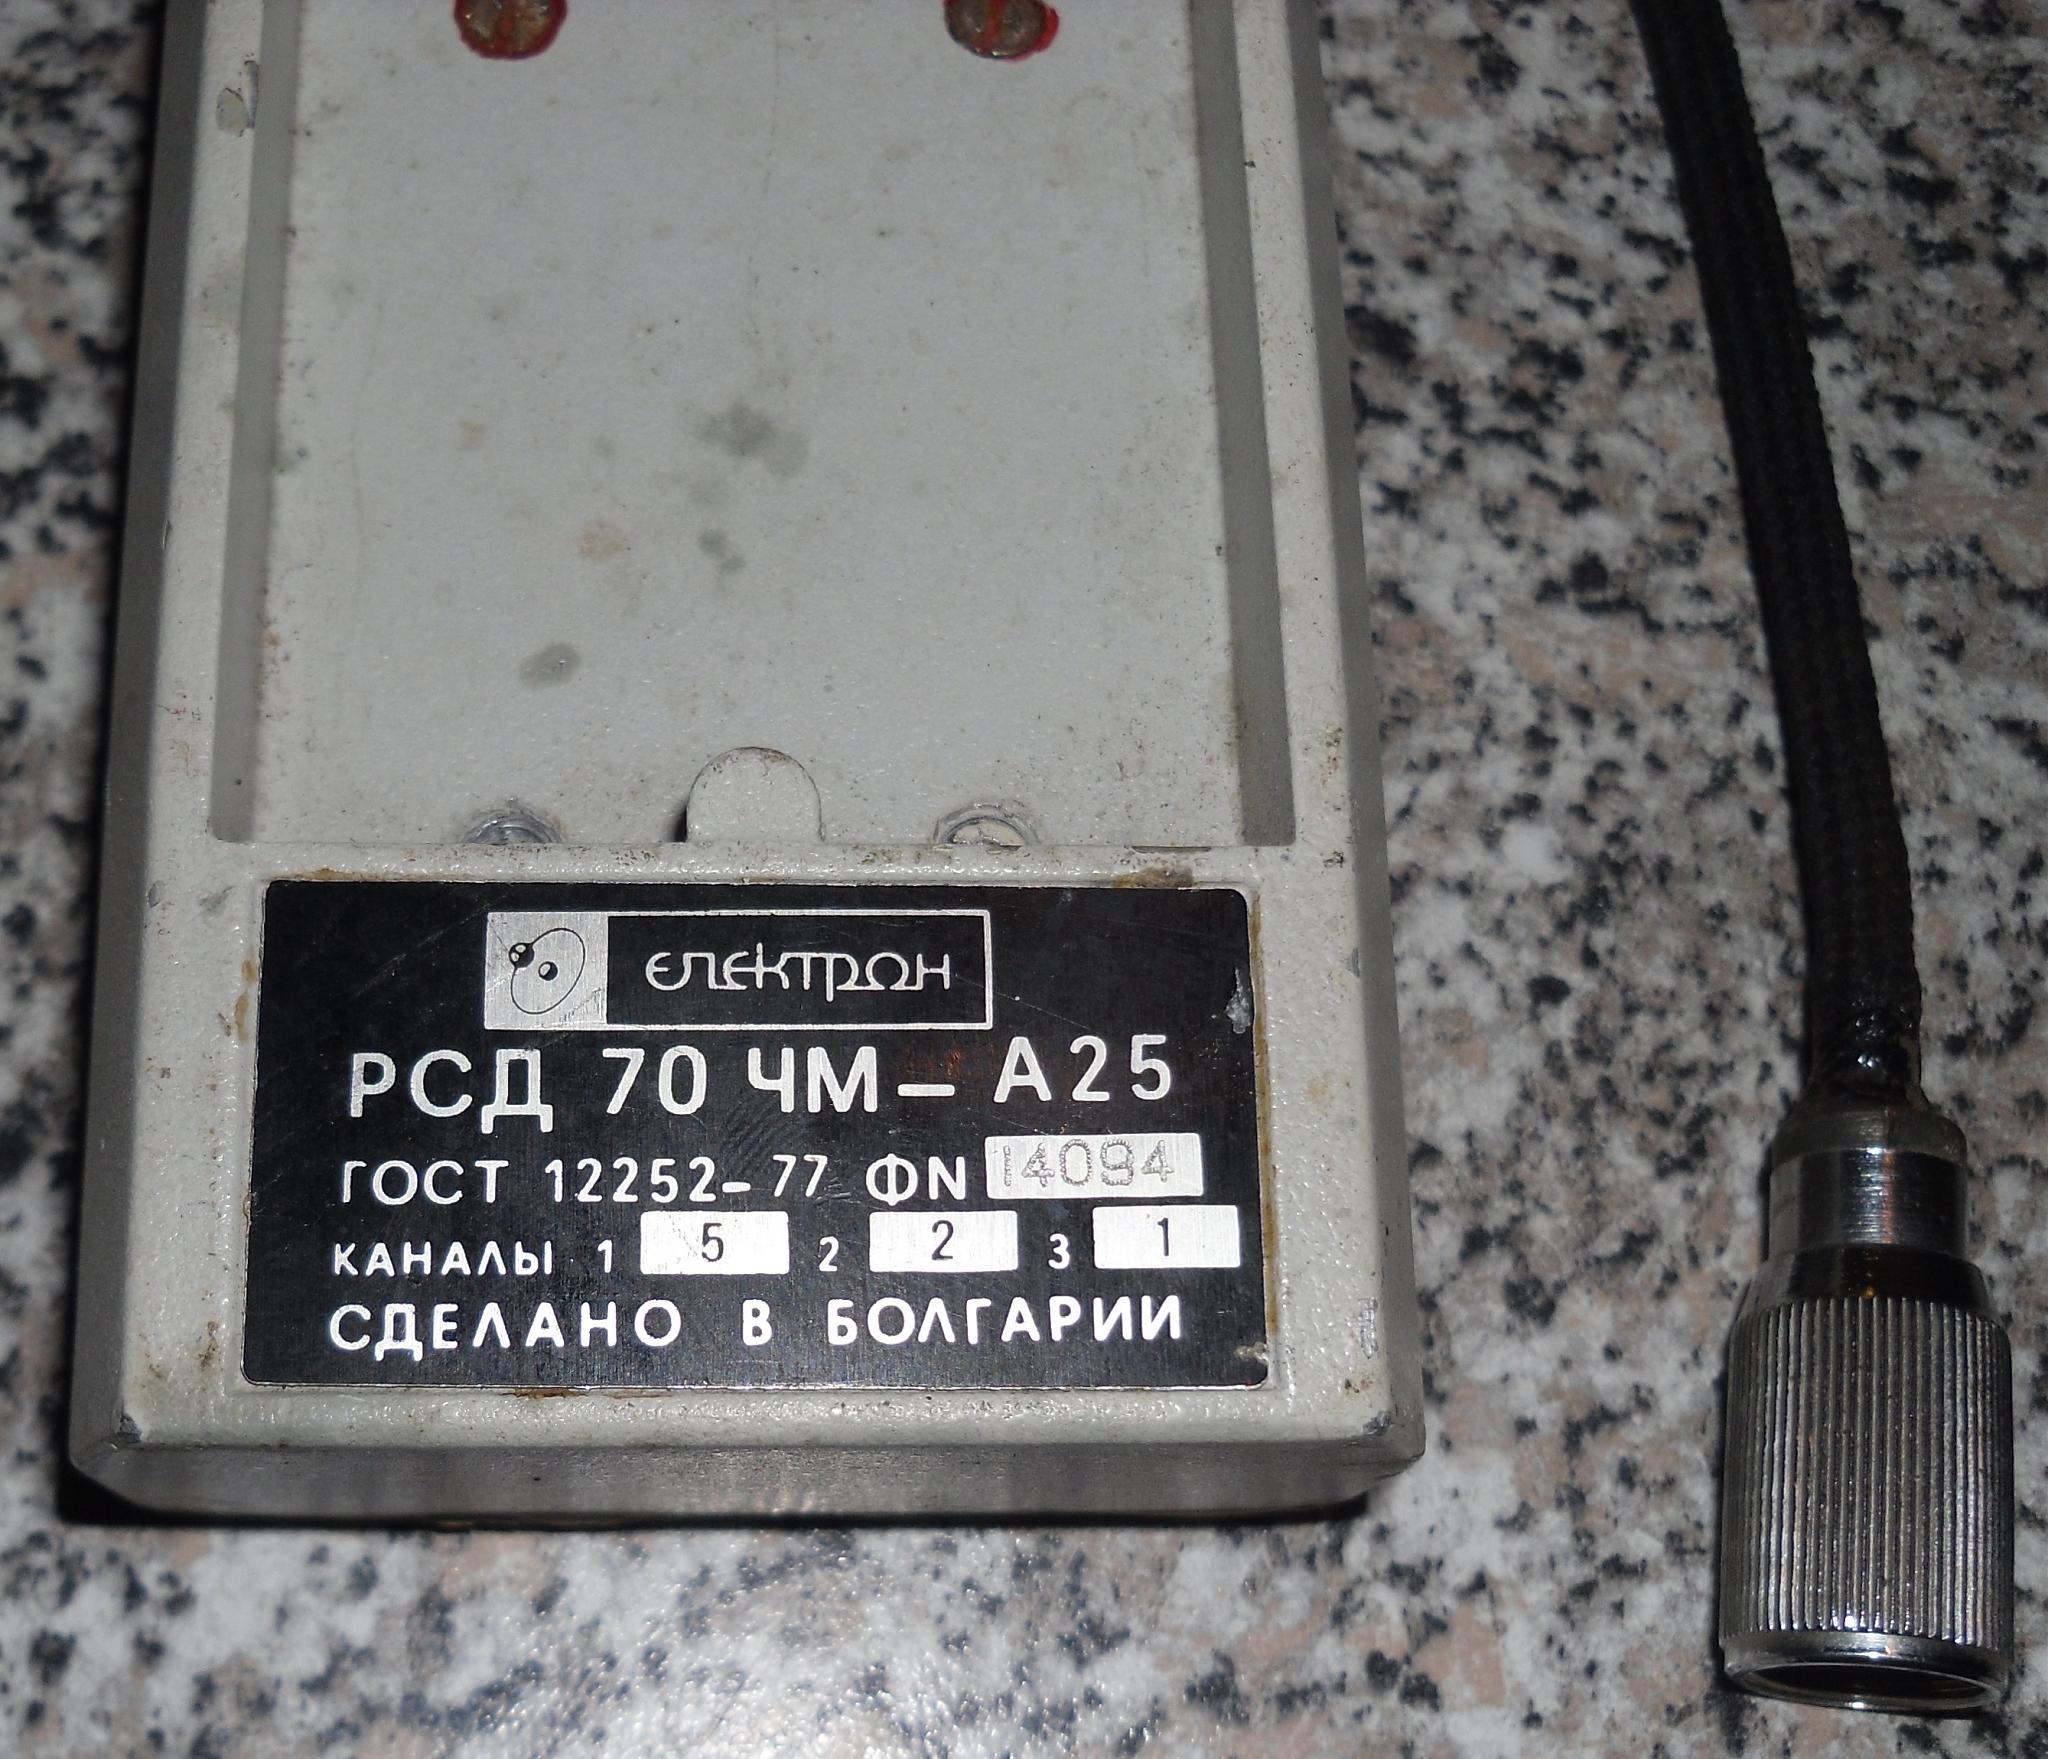 електрон
РСД 70 ЧМ – А25
ГОСТ 12252-77 ФN 14094
КАНАЛЫ 1 5 2 2 3 1
СДЕЛАНО В БОЛГАРИИ